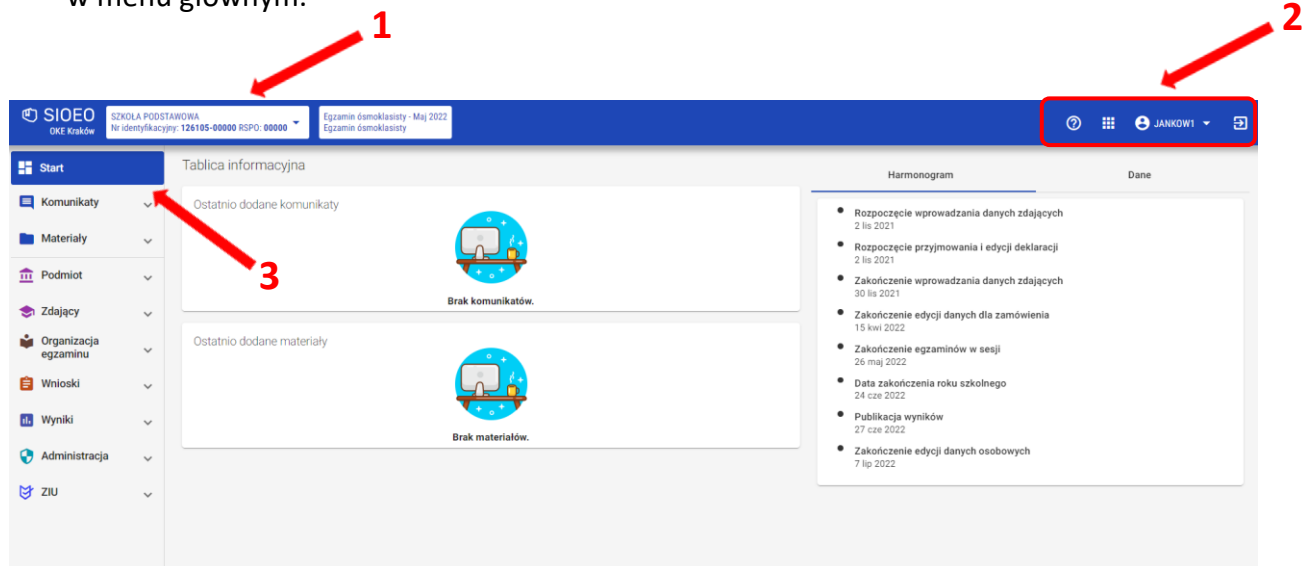 w menu głównym.
1
2
SIOEO
OKE Kraków
SZKOŁA PODSTAWOWA
Nr identyfikacyjny: 126105-00000 RSPO: 00000
Egzamin ósmoklasisty - Maj 2022
Egzamin ósmoklasisty
JANKOW1
Start
Komunikaty
Materiały
Podmiot
Zdający
Organizacja
egzaminu
Wnioski
Wyniki
Administracja
ZIU
3
Tablica informacyjna
Ostatnio dodane komunikaty
Brak komunikatów.
Ostatnio dodane materiały
Brak materiałów.
Harmonogram
Dane
Rozpoczęcie wprowadzania danych zdających
2 lis 2021
Rozpoczęcie przyjmowania i edycji deklaracji
2 lis 2021
Zakończenie wprowadzania danych zdających
30 lis 2021
Zakończenie edycji danych dla zamówienia
15 kwi 2022
Zakończenie egzaminów w sesji
26 maj 2022
Data zakończenia roku szkolnego
24 cze 2022
Publikacja wyników
27 cze 2022
Zakończenie edycji danych osobowych
7 lip 2022